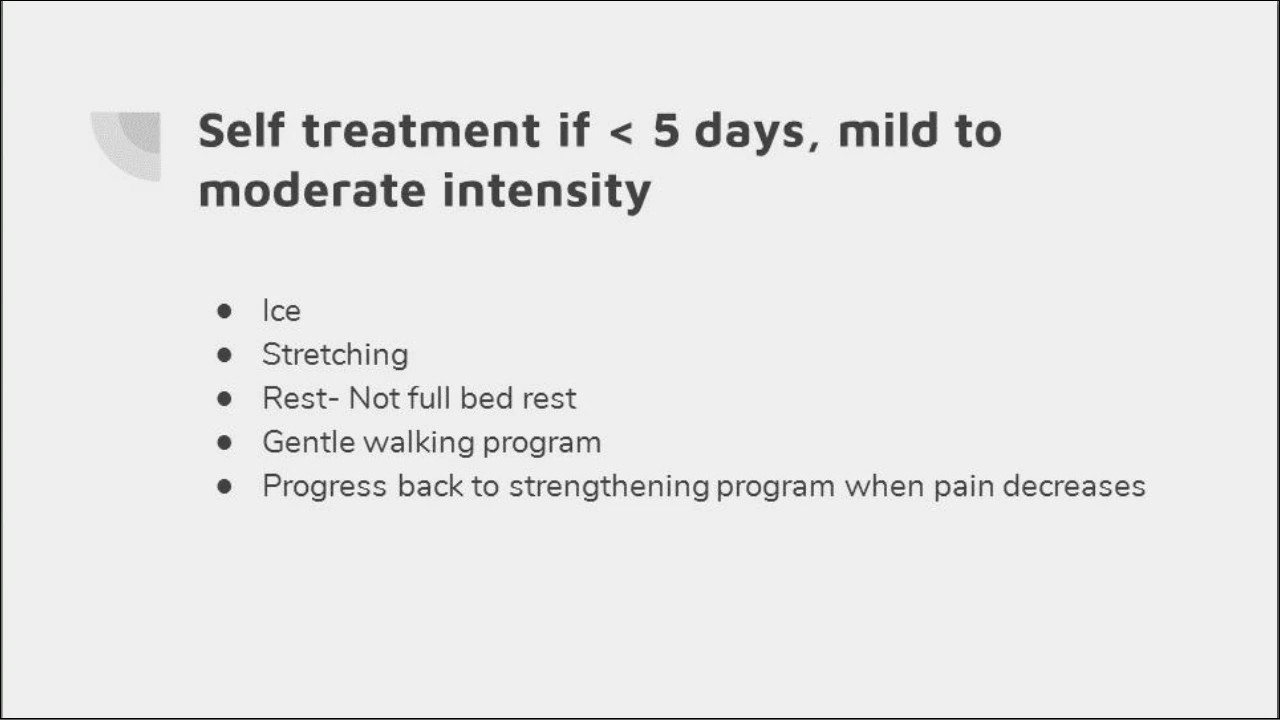 Self treatment if < 5 days, mild to
moderate intensity
● Ice
● Stretching
● Rest- Not full bed rest
● Gentle walking program
● Progress back to strengthening program when pain decreases